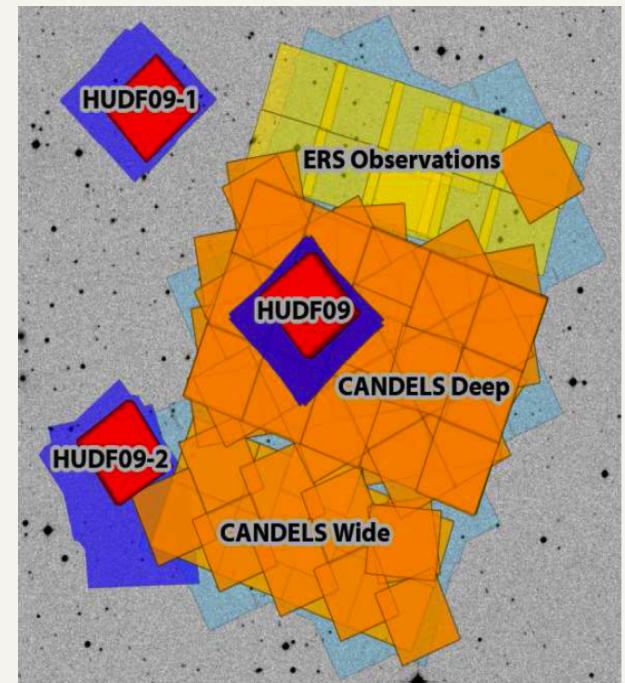 HUDF09-1
ERS Observations
HUDF09
CANDELS Deep
HUDF09-2
CANDELS Wide